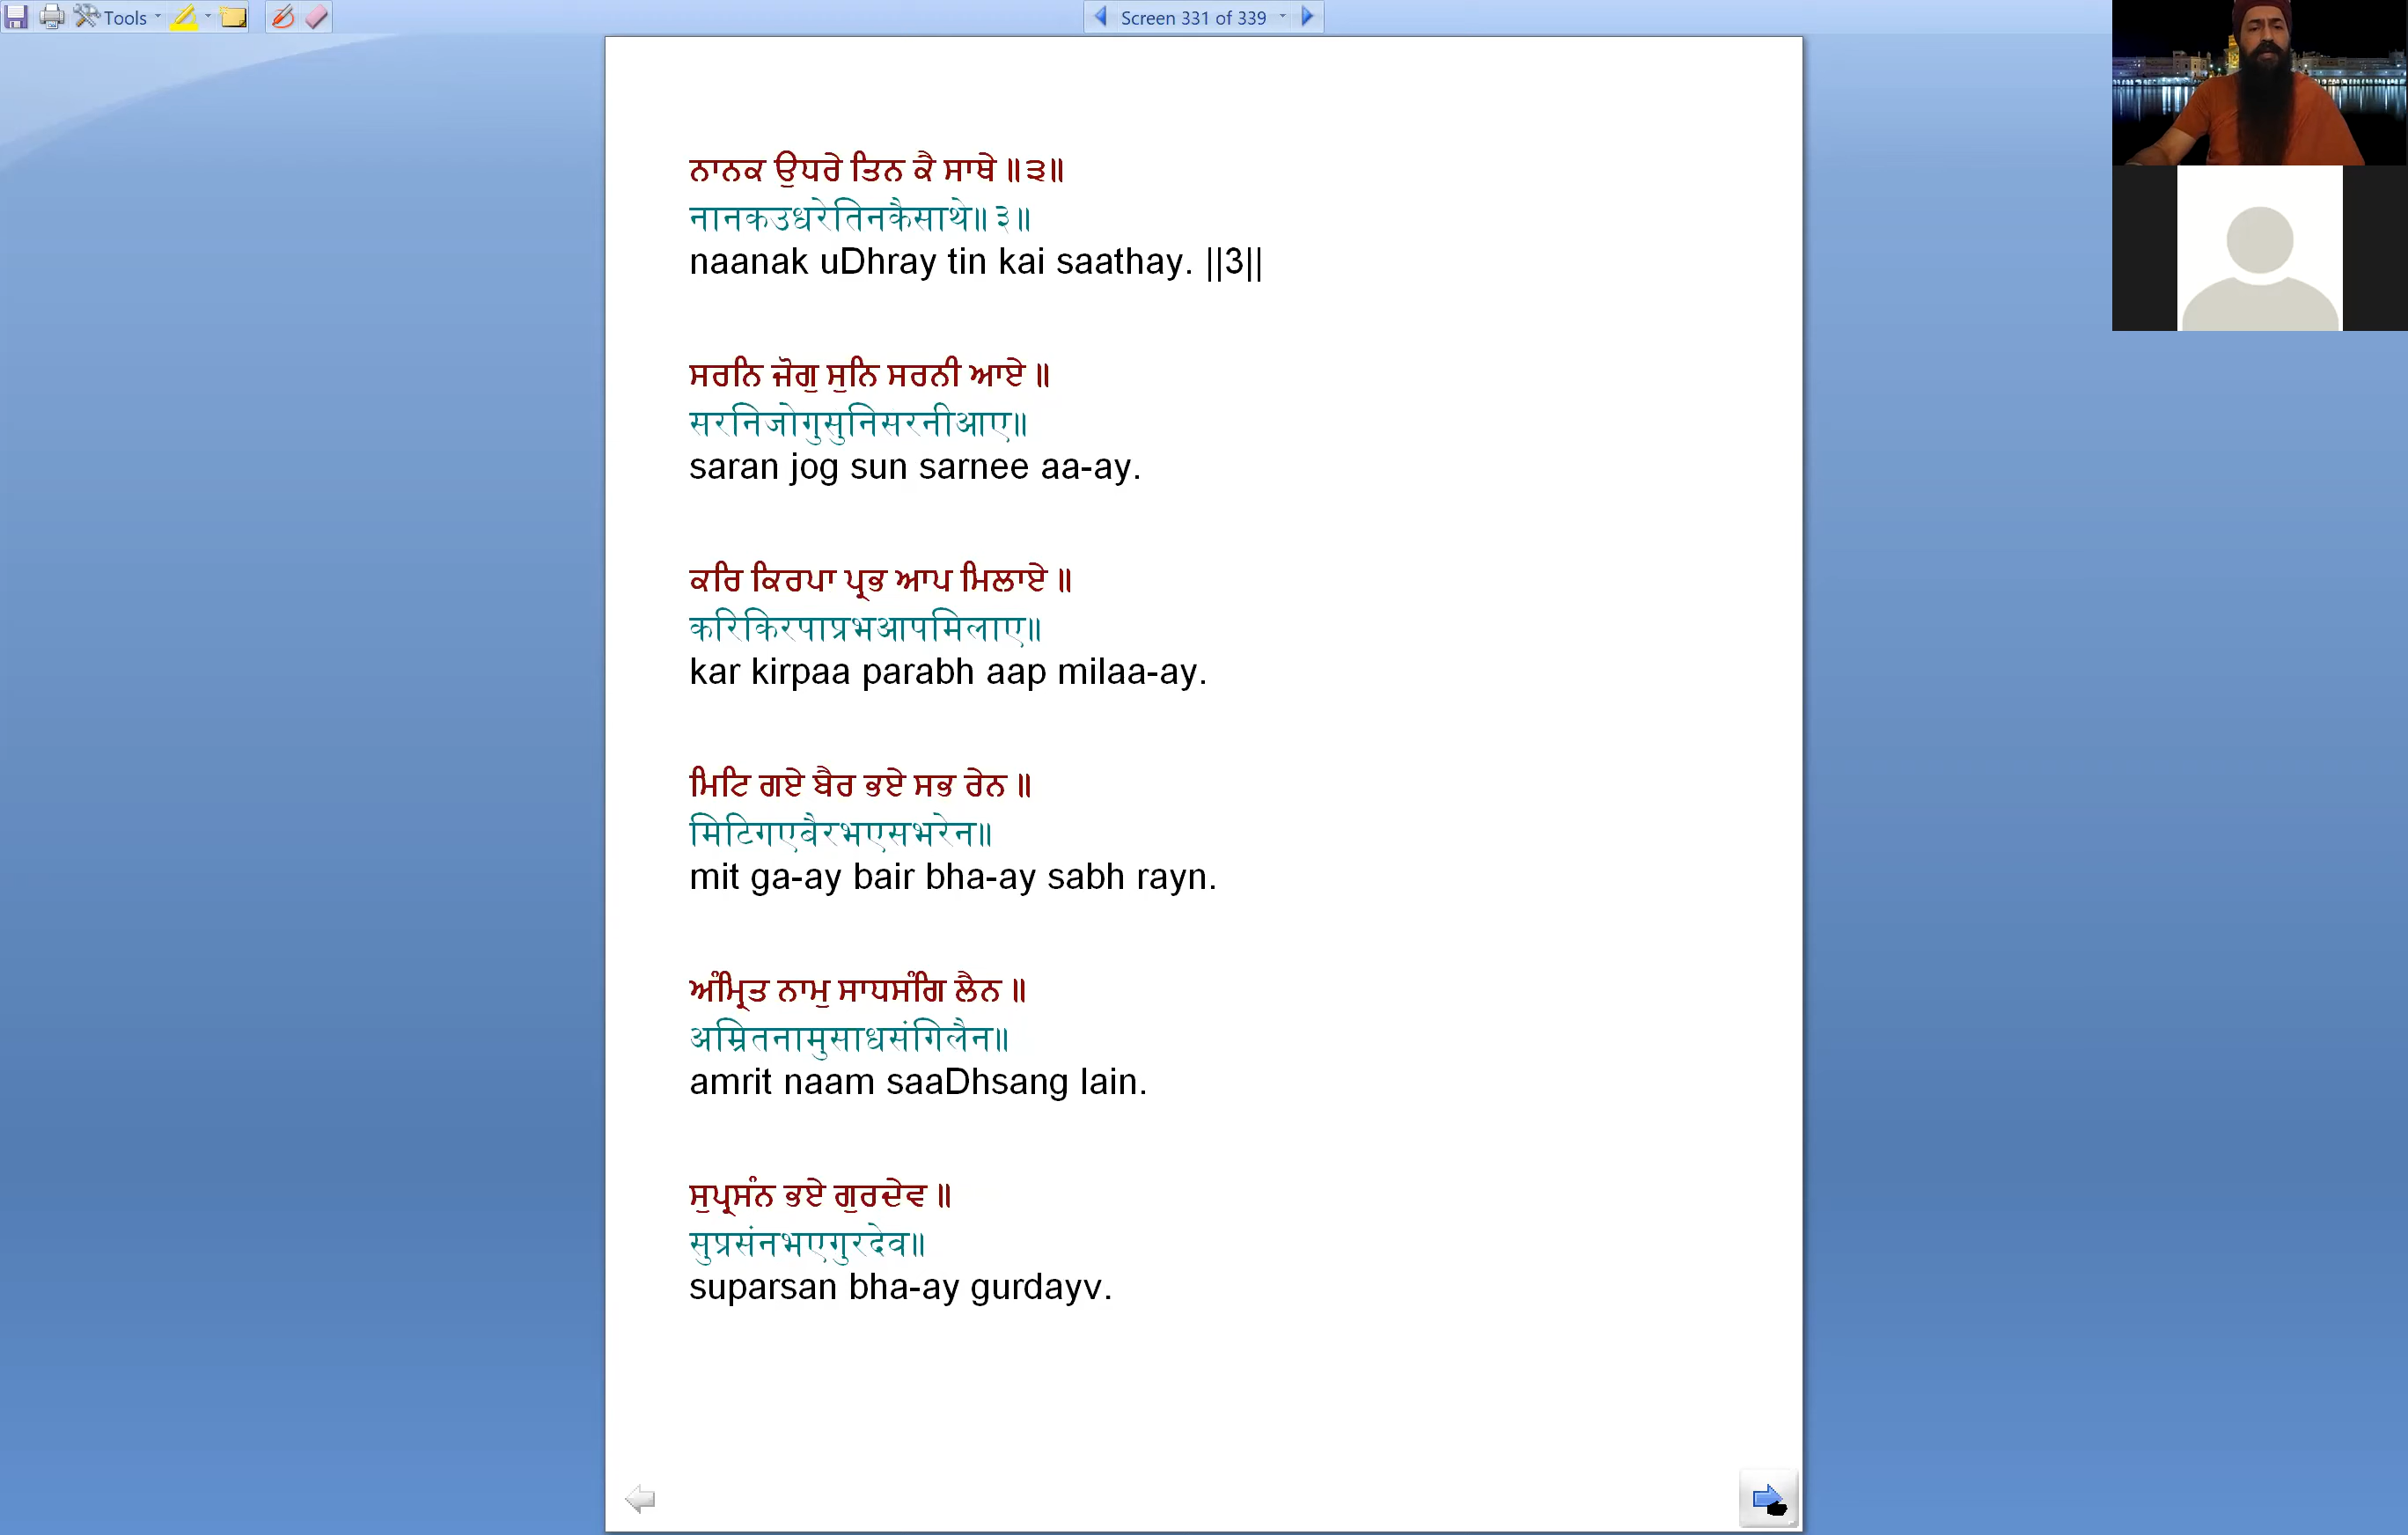 Tools
Screen 331 of 339
ਨਾਨਕ ਉਧਰੇ ਤਿਨ ਕੈ ਸਾਥੇ ॥੩॥
नानकउधरेतिनकैसाथे॥३॥
naanak uDhray tin kai saathay. ||3||
ਸਰਨਿ ਜੋਗੁ ਸੁਨਿ ਸਰਨੀ ਆਏ ॥
सरनिजोगुसुनिसरनीआए॥
saran jog sun sarnee aa-ay.
ਕਰਿ ਕਿਰਪਾ ਪ੍ਰਭ ਆਪ ਮਿਲਾਏ ॥
करिकिरपाप्रभआपमिलाए॥
kar kirpaa parabh aap milaa-ay.
ਮਿਟਿ ਗਏ ਬੈਰ ਭਏ ਸਭ ਰੇਨ ॥
मिटिगएबैरभएसभरेन॥
mit ga-ay bair bha-ay sabh rayn.
ਅੰਮ੍ਰਿਤ ਨਾਮੁ ਸਾਧਸੰਗਿ ਲੈਨ ॥
अम्रितनामुसाधसंगिलैन॥
amrit naam saaDhsang lain.
ਸੁਪ੍ਰਸੰਨ ਭਏ ਗੁਰਦੇਵ ॥
सुप्रसंनभएगुरदेव॥
suparsan bha-ay gurdayv.